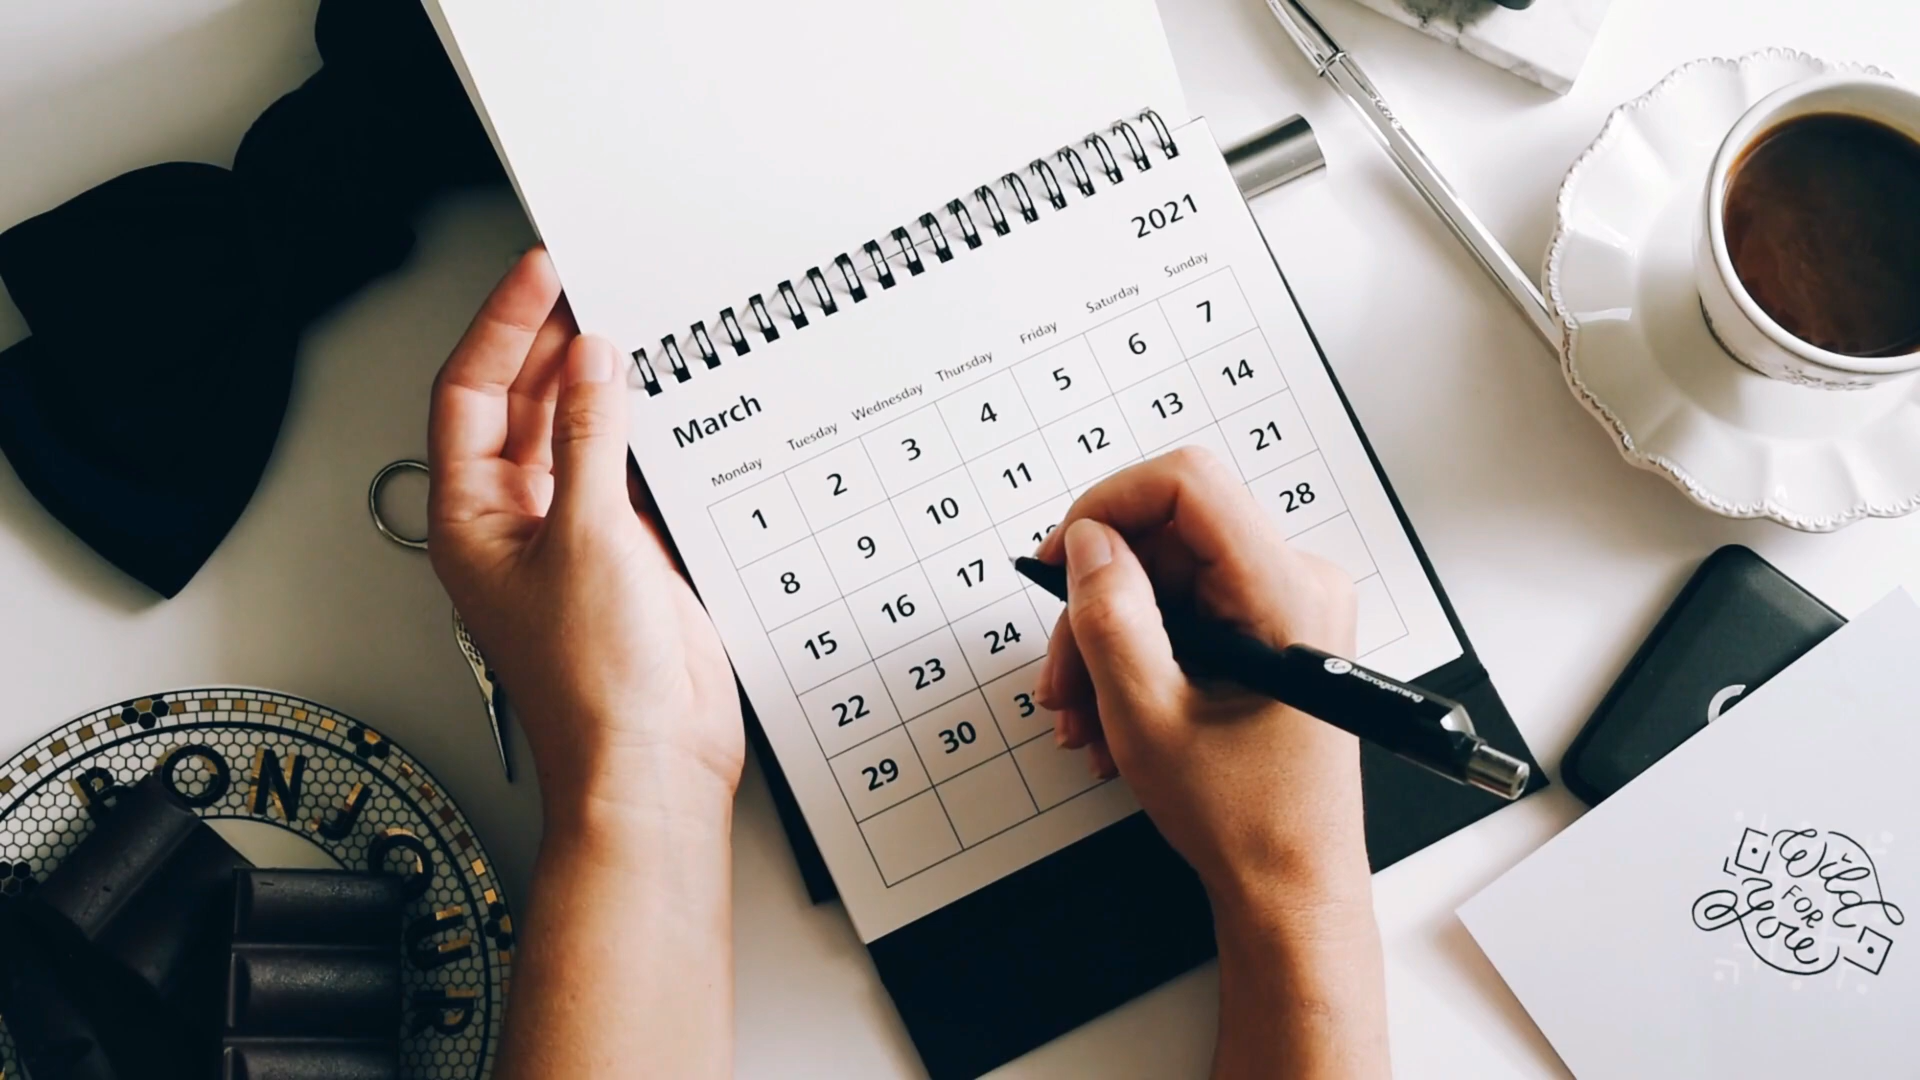 2021
March
Monday Tuesday Wednesday Thursday Friday Saturday Sunday
1 2 3 4 5 6 7
8 9 10 11 12 13 14
15 16 17 21
22 23 24 28
29 30
Microgaming
BONJOUR
Wild
FOR